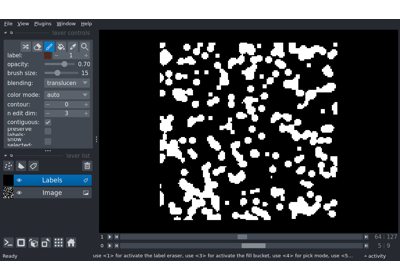 File View Plugins Window Help
layer controls
label: 1
opacity: 0.70
brush size: 15
blending: translucen
color mode: auto
contour: 0
n edit dim: 3
contiguous:
preserve
labels:
show
selected:
layer list
Labels
Image
1 64 127
0 5 9
Ready use <1> for activate the label eraser, use <3> for activate the fill bucket, use <4> for pick mode, use <5... activity